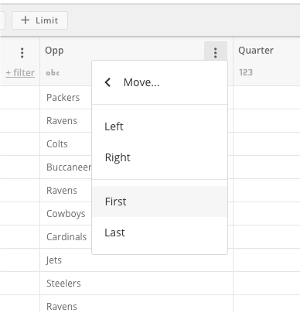 + Limit
Opp
Quarter
+ filter
abc
123
Move...
Left
Right
First
Last
Packers
Ravens
Colts
Buccaneer
Ravens
Cowboys
Cardinals
Jets
Steelers
Ravens